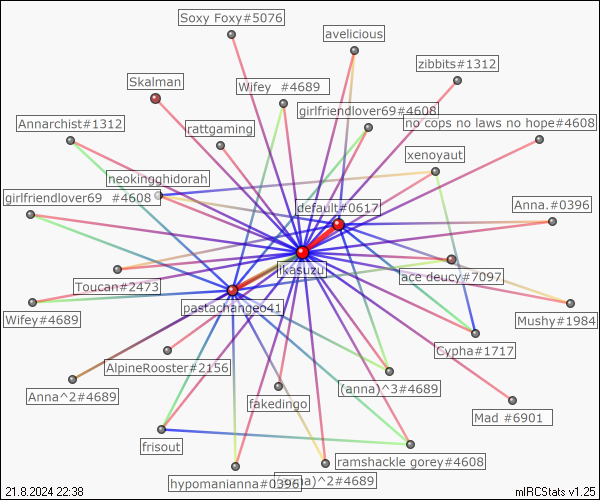 Soxy Foxy#5076
avelicious
zibbits#1312
Skalman
Wifey  #4689
girlfriendlover69#4608
no cops no laws no hope#4608
Annarchist#1312
rattgaming
xenoyaut
neokingghidorah
girlfriendlover69  #4608
default#0617
Anna.#0396
Ikasuzu
ace deucy#7097
Toucan#2473
pastachangeo41
Wifey#4689
Mushy#1984
Cypha#1717
AlpineRooster#2156
(anna)^3#4689
Anna^2#4689
fakedingo
Mad #6901
frisout
ramshackle gorey#4608
hypomanianna#0396
na)^2#4689
21.8.2024 22:38
mIRCStats v1.25